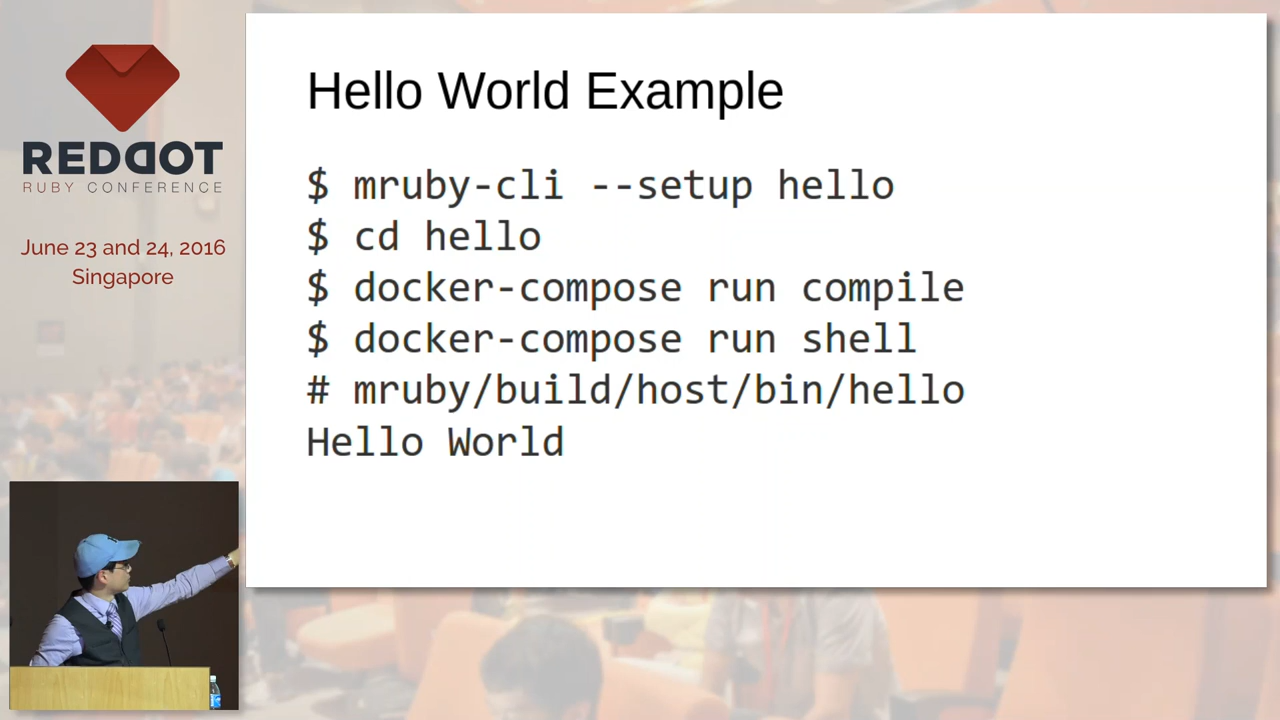 REDDOT
RUBY CONFERENCE
June 23 and 24, 2016
Singapore
Hello World Example
$ mruby-cli --setup hello
$ cd hello
$ docker-compose run compile
$ docker-compose run shell
# mruby/build/host/bin/hello
Hello World